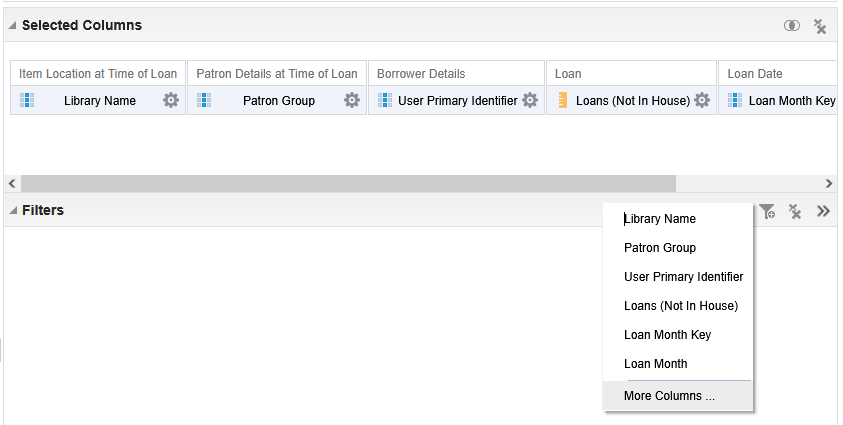 Selected Columns
Item Location at Time of Loan
Patron Details at Time of Loan
Borrower Details
Loan
Loan Date
Library Name
Patron Group
User Primary Identifier
Loans (Not In House)
Loan Month Key
Filters
Library Name
Patron Group
User Primary Identifier
Loans (Not In House)
Loan Month Key
Loan Month
More Columns ...